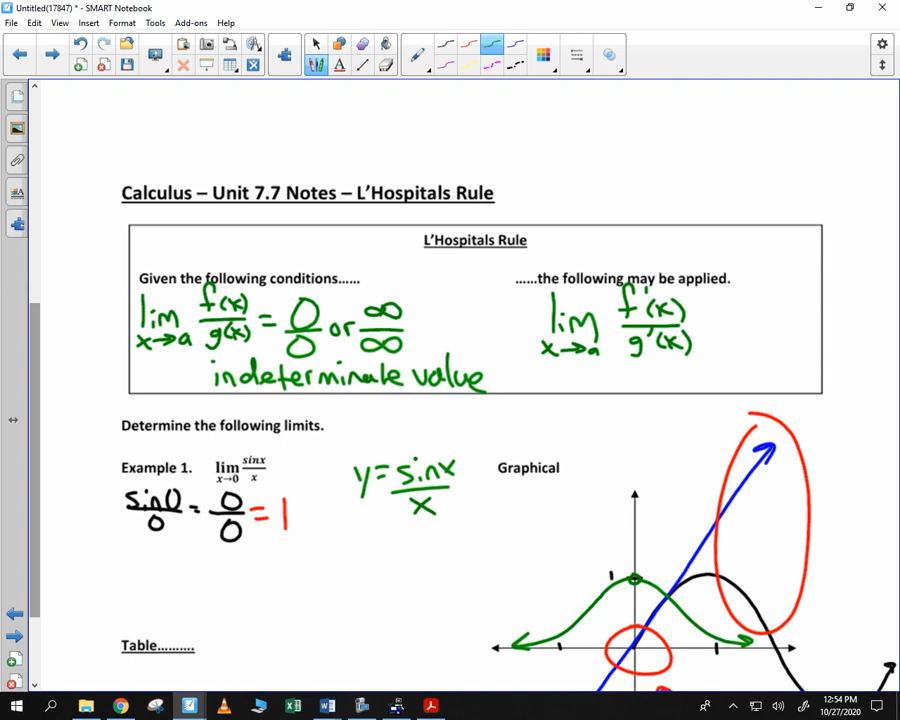 Untitled(17847) * - SMART Notebook
File Edit View Insert Format Tools Add-ons Help
Calculus – Unit 7.7 Notes – L'Hospitals Rule
L'Hospitals Rule
Given the following conditions…… ……the following may be applied.
lim x→a f(x)/g(x) = 0/0 or ∞/∞ lim x→a f'(x)/g'(x)
indeterminate value
Determine the following limits.
Example 1. lim x→0 sinx/x y = sinx/x Graphical
sin0/0 = 0/0 = 1
Table……….
12:54 PM
10/27/2020